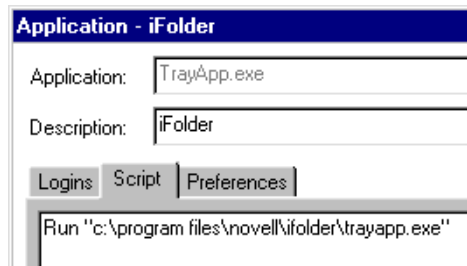 Application - iFolder
Application: TrayApp.exe
Description: iFolder
Logins Script Preferences
Run "c:\program files\novell\ifolder\trayapp.exe"